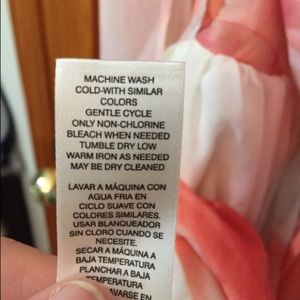 MACHINE WASH
COLD-WITH SIMILAR
COLORS
GENTLE CYCLE
ONLY NON-CHLORINE
BLEACH WHEN NEEDED
TUMBLE DRY LOW
WARM IRON AS NEEDED
MAY BE DRY CLEANED
LAVAR A MÁQUINA CON
AGUA FRIA EN
CICLO SUAVE CON
COLORES SIMILARES.
USAR BLANQUEADOR
SIN CLORO CUANDO SE
NECESITE.
SECAR A MÁQUINA A
BAJA TEMPERATURA
PLANCHAR A BAJA
TEMPERATURA
LAVARSE EN